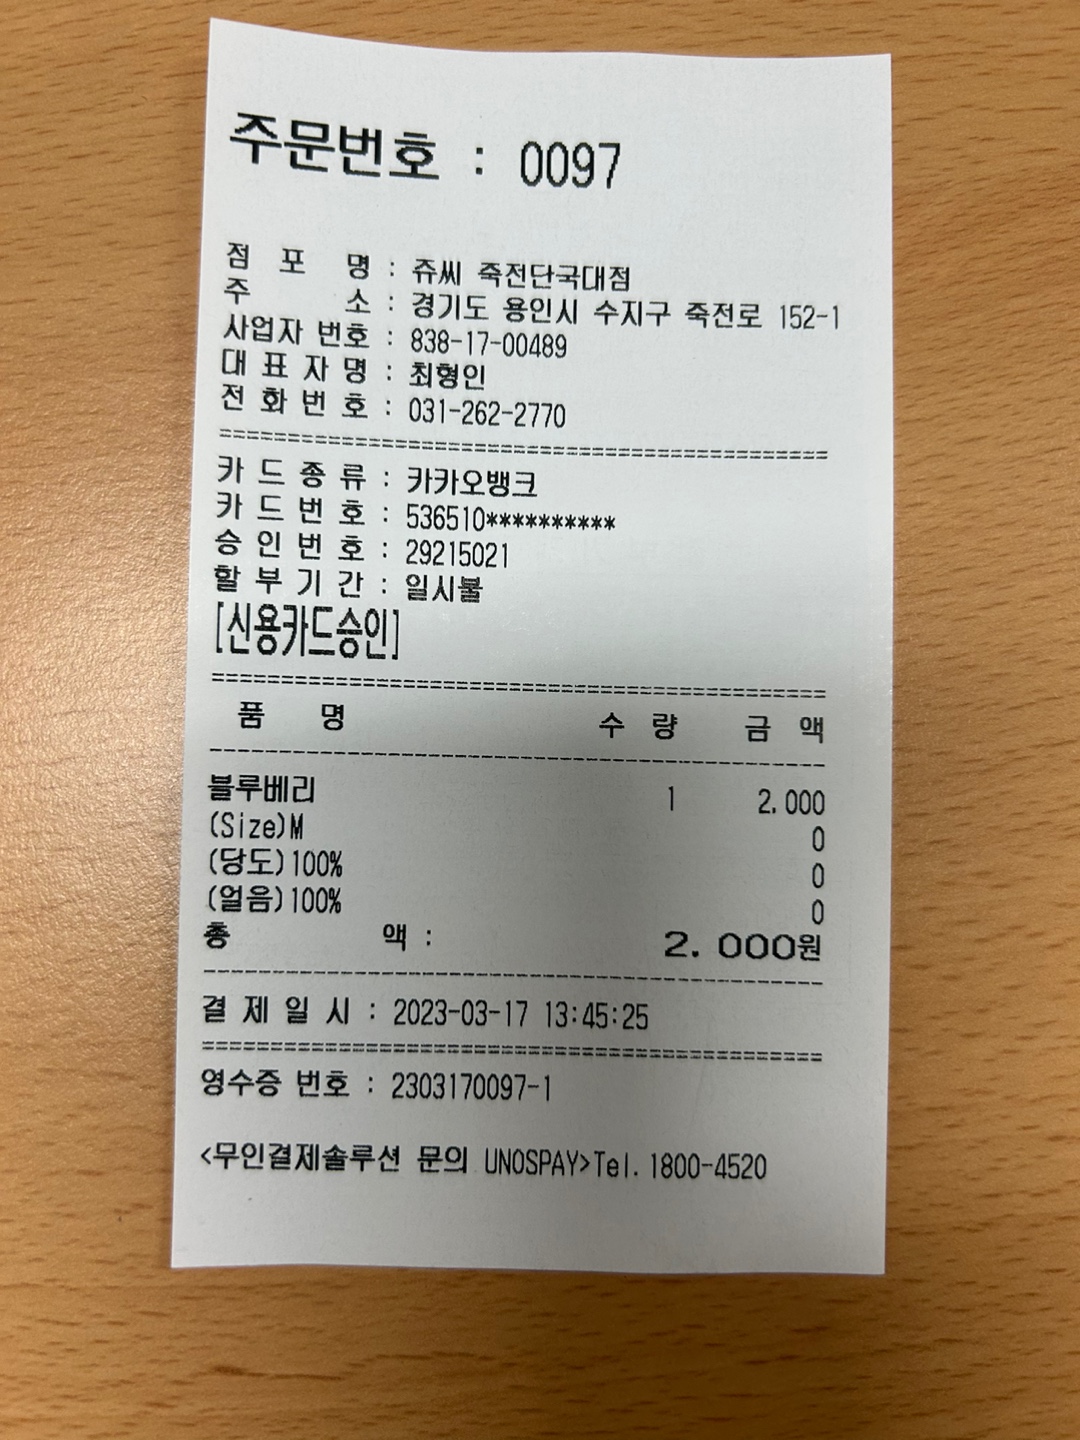 주문번호 : 0097
점 포 명 : 쥬씨 죽전단국대점
주 소 : 경기도 용인시 수지구 죽전로 152-1
사업자 번호 : 838-17-00489
대 표 자 명 : 최형인
전 화 번 호 : 031-262-2770
============================================
카 드 종 류 : 카카오뱅크
카 드 번 호 : 536510**********
승 인 번 호 : 29215021
할 부 기 간 : 일시불
[신용카드승인]
============================================
품 명 수 량 금 액
--------------------------------------------
블루베리 1 2,000
(Size)M 0
(당도)100% 0
(얼음)100% 0
총 액 : 2,000원
--------------------------------------------
결 제 일 시 : 2023-03-17 13:45:25
============================================
영수증 번호 : 2303170097-1
<무인결제솔루션 문의 UNOSPAY>Tel.1800-4520